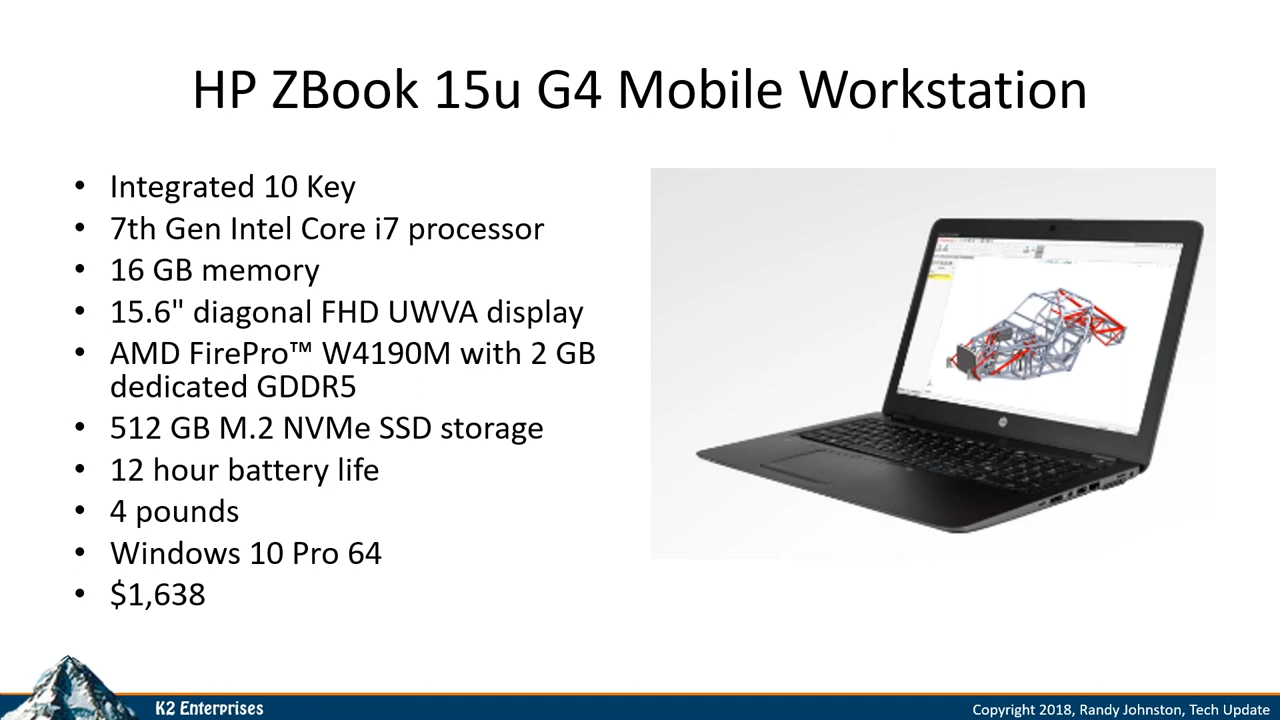 HP ZBook 15u G4 Mobile Workstation
• Integrated 10 Key
• 7th Gen Intel Core i7 processor
• 16 GB memory
• 15.6" diagonal FHD UWVA display
• AMD FirePro™ W4190M with 2 GB
dedicated GDDR5
• 512 GB M.2 NVMe SSD storage
• 12 hour battery life
• 4 pounds
• Windows 10 Pro 64
• $1,638
K2 Enterprises
Copyright 2018, Randy Johnston, Tech Update